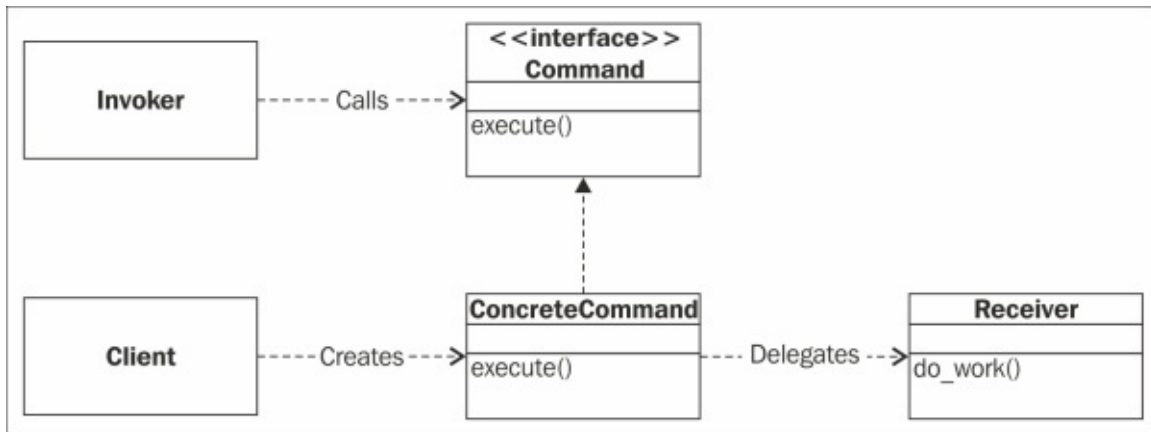 <<interface>>
Command
Invoker
Calls
execute()
ConcreteCommand
Receiver
Client
Creates
execute()
Delegates
do_work()